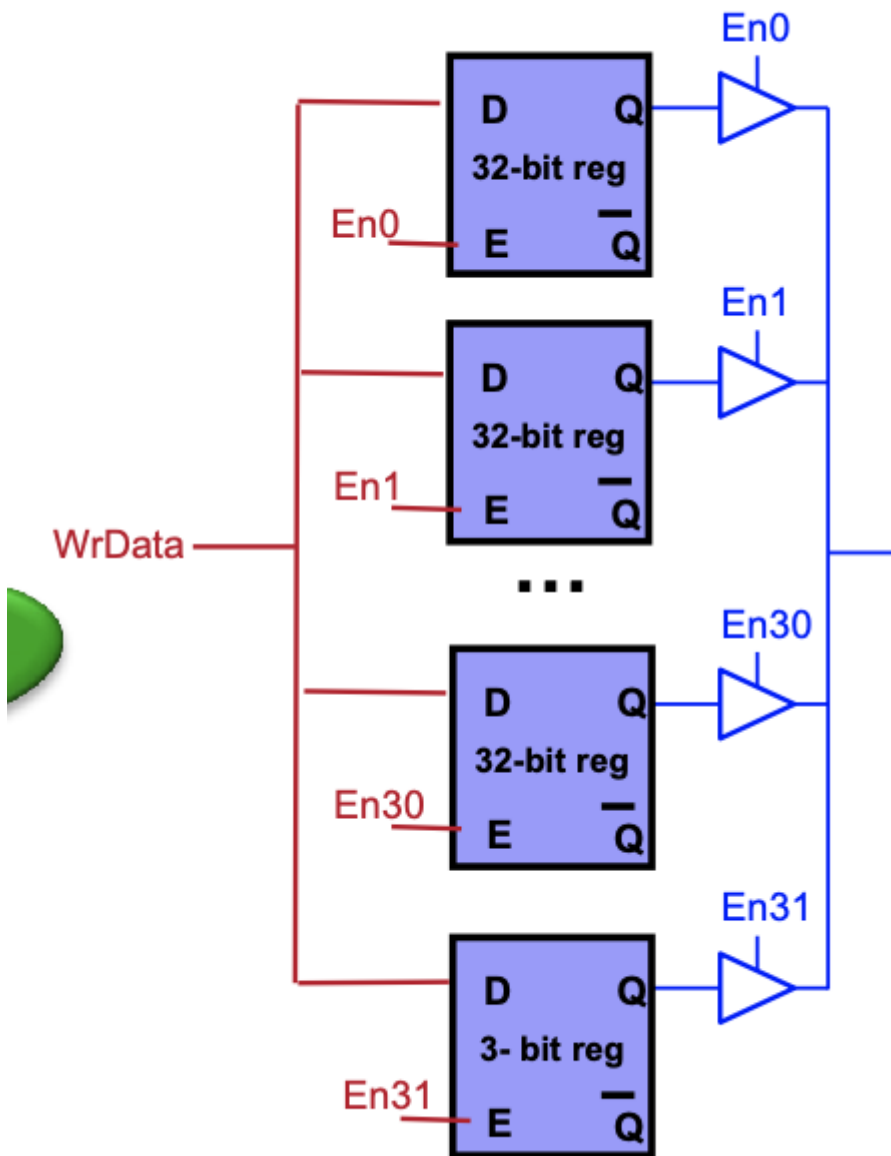 En0
D Q
32-bit reg
En0
E Q̅
En1
D Q
32-bit reg
En1
E Q̅
WrData
...
En30
D Q
32-bit reg
En30
E Q̅
En31
D Q
3- bit reg
En31
E Q̅